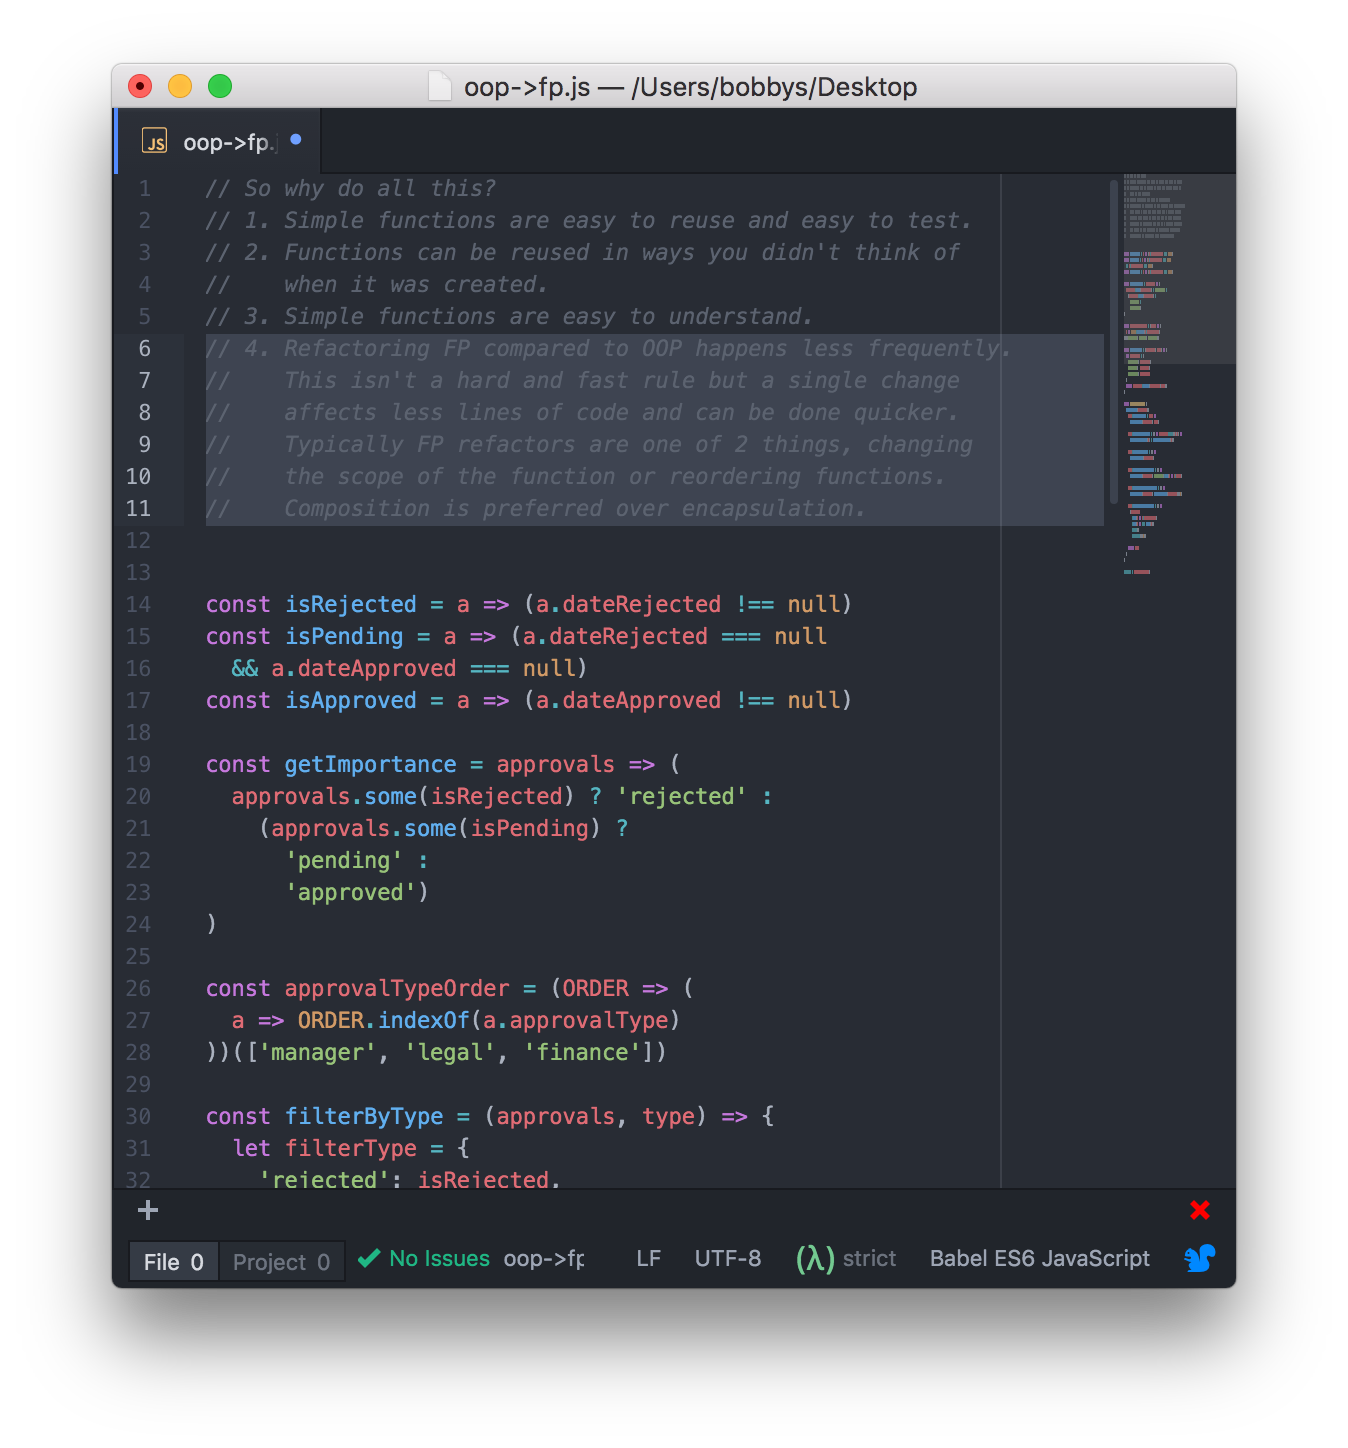 oop->fp.js — /Users/bobbys/Desktop
JS oop->fp.j
1 // So why do all this?
2 // 1. Simple functions are easy to reuse and easy to test.
3 // 2. Functions can be reused in ways you didn't think of
4 //    when it was created.
5 // 3. Simple functions are easy to understand.
6 // 4. Refactoring FP compared to OOP happens less frequently.
7 //    This isn't a hard and fast rule but a single change
8 //    affects less lines of code and can be done quicker.
9 //    Typically FP refactors are one of 2 things, changing
10 //    the scope of the function or reordering functions.
11 //    Composition is preferred over encapsulation.
12
13
14 const isRejected = a => (a.dateRejected !== null)
15 const isPending = a => (a.dateRejected === null
16   && a.dateApproved === null)
17 const isApproved = a => (a.dateApproved !== null)
18
19 const getImportance = approvals => (
20   approvals.some(isRejected) ? 'rejected' :
21     (approvals.some(isPending) ?
22       'pending' :
23       'approved')
24 )
25
26 const approvalTypeOrder = (ORDER => (
27   a => ORDER.indexOf(a.approvalType)
28 ))(['manager', 'legal', 'finance'])
29
30 const filterByType = (approvals, type) => {
31   let filterType = {
32     'rejected': isRejected,
+
File 0 Project 0 No Issues oop->fp LF UTF-8 (λ) strict Babel ES6 JavaScript